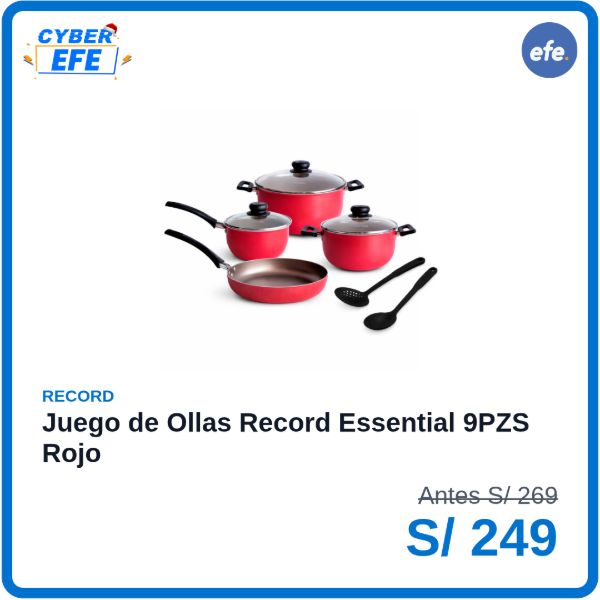 CYBER
EFE
efe.
RECORD
Juego de Ollas Record Essential 9PZS
Rojo
Antes S/ 269
S/ 249